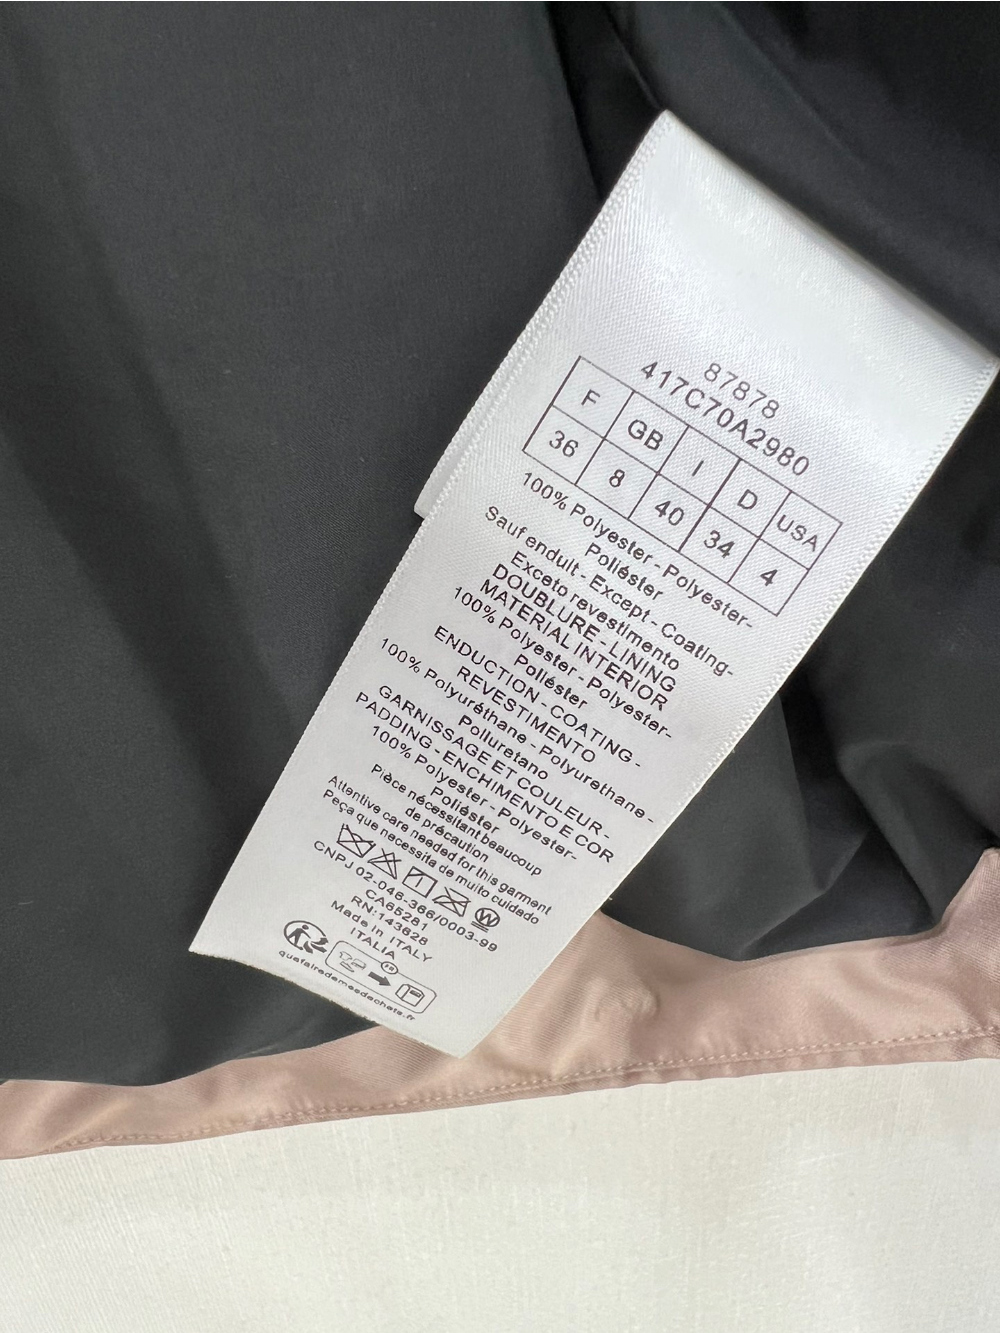 87878
417C70A2980
F GB I D USA
36 8 40 34 4
100% Polyester - Polyester-
Poliéster
Sauf enduit - Except - Coating-
Exceto revestimento
DOUBLURE - LINING
MATERIAL INTERIOR
100% Polyester - Polyester-
Poliéster
ENDUCTION - COATING -
REVESTIMENTO
100% Polyuréthane - Polyurethane -
Poliuretano
GARNISSAGE ET COULEUR -
PADDING - ENCHIMENTO E COR
100% Polyester - Polyester-
Poliéster
Pièce nécessitant beaucoup
de précaution
Attentive care needed for this garment
Peça que necessita de muito cuidado
W
CNPJ 02-046-366/0003-99
CA65281
RN:143828
Made in ITALY
ITALIA
FR
quefairedemesdechets.fr